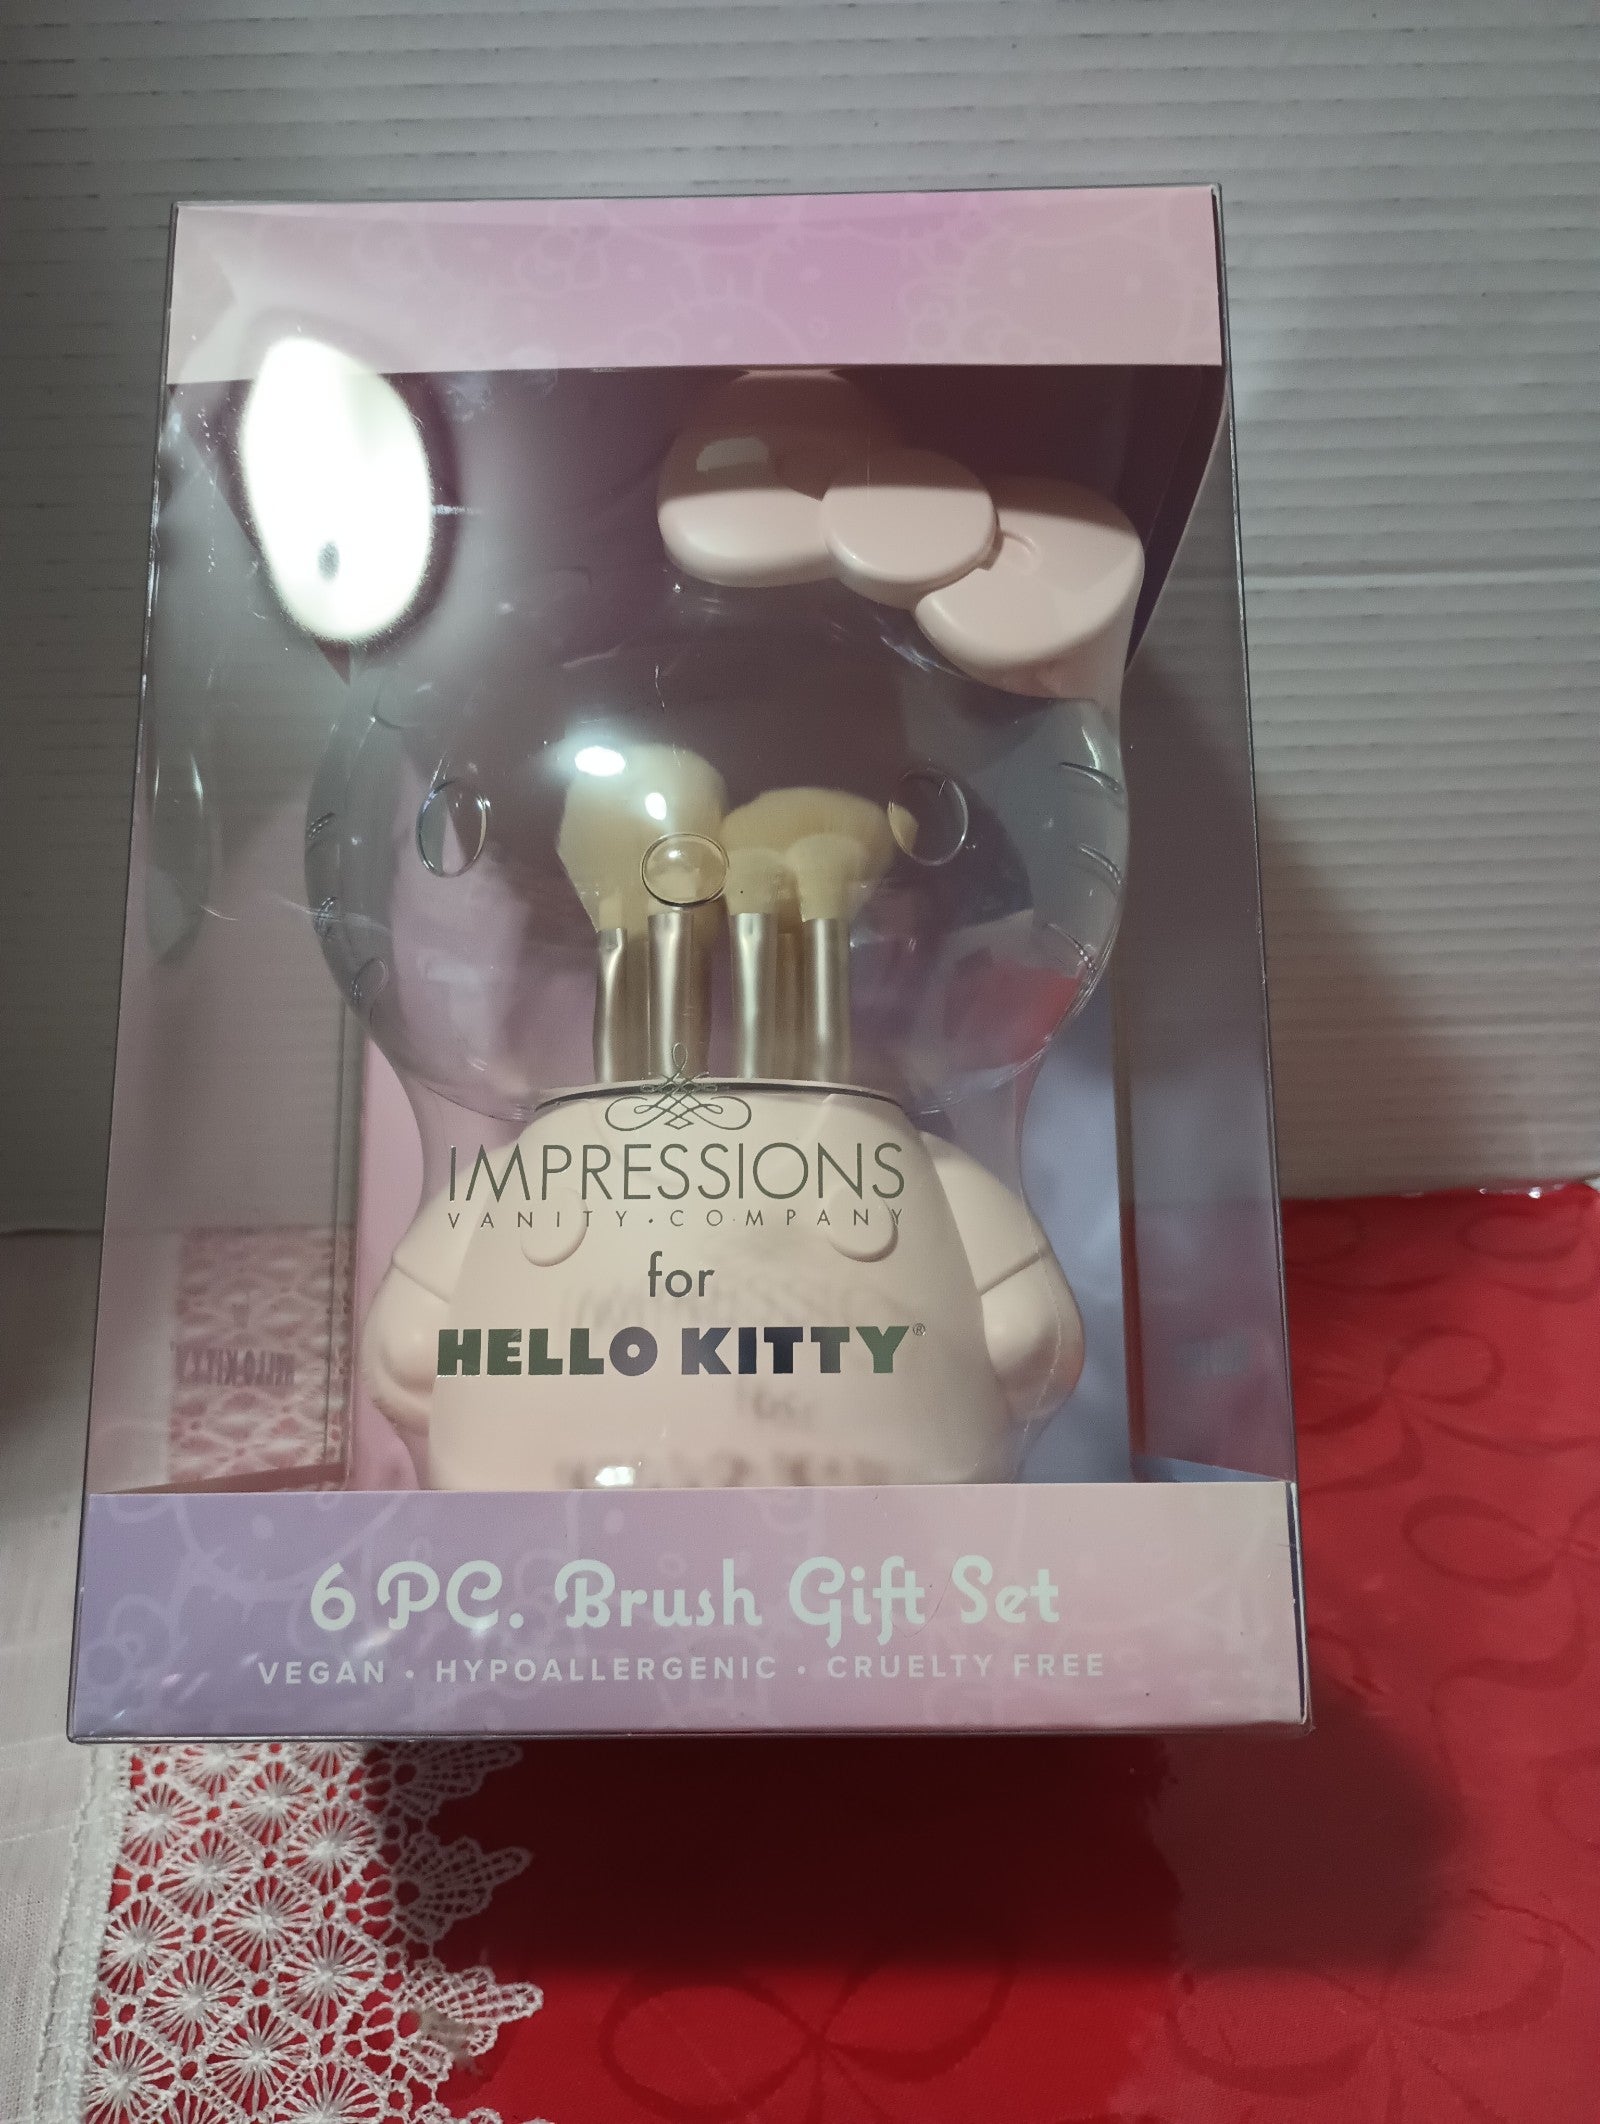 IMPRESSIONS
VANITY · COMPANY
for
HELLO KITTY®
6 PC. Brush Gift Set
VEGAN • HYPOALLERGENIC • CRUELTY FREE